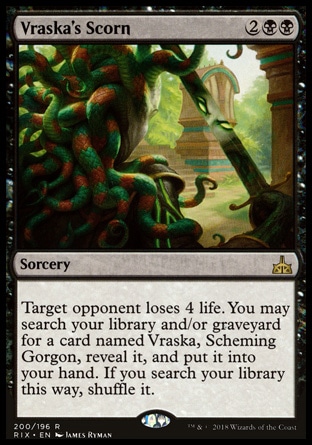 Vraska's Scorn 2
Sorcery
Target opponent loses 4 life. You may
search your library and/or graveyard
for a card named Vraska, Scheming
Gorgon, reveal it, and put it into
your hand. If you search your library
this way, shuffle it.
200/196 R
RIX • EN JAMES RYMAN
™ & © 2018 Wizards of the Coast